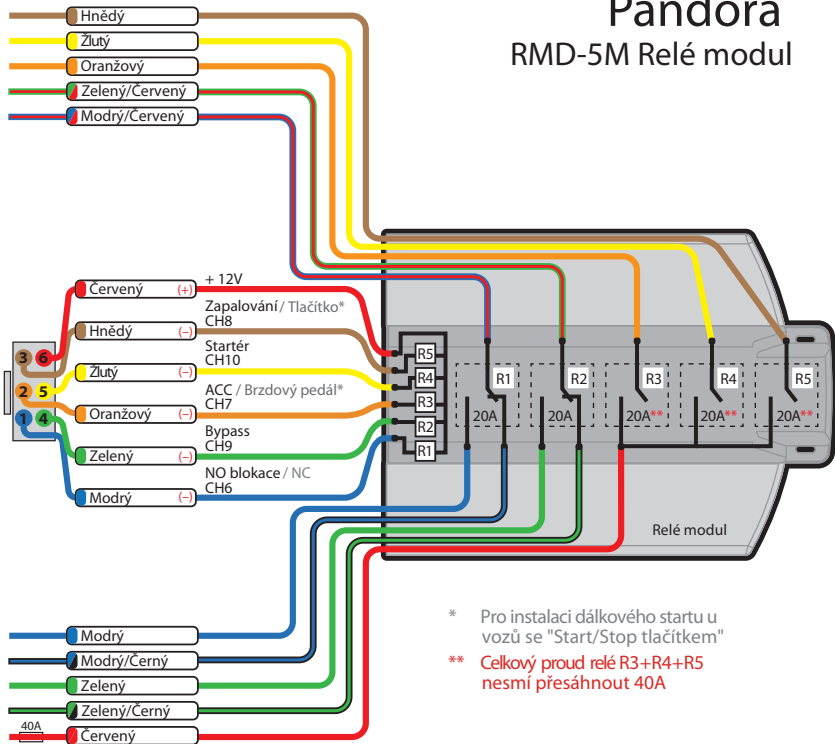 Pandora
RMD-5M Relé modul
Hnědý
Žlutý
Oranžový
Zelený/Červený
Modrý/Červený
Červený (+)
+ 12V
Hnědý (–)
Zapalování / Tlačítko*
CH8
Žlutý (–)
Startér
CH10
Oranžový (–)
ACC / Brzdový pedál*
CH7
Zelený (–)
Bypass
CH9
Modrý (–)
NO blokace / NC
CH6
3 6
2 5
1 4
R5
R4
R3
R2
R1
R1
R2
R3
R4
R5
20A
20A
20A**
20A**
20A**
Relé modul
Modrý
Modrý/Černý
Zelený
Zelený/Černý
40A
Červený
* Pro instalaci dálkového startu u
vozů se "Start/Stop tlačítkem"
** Celkový proud relé R3+R4+R5
nesmí přesáhnout 40A